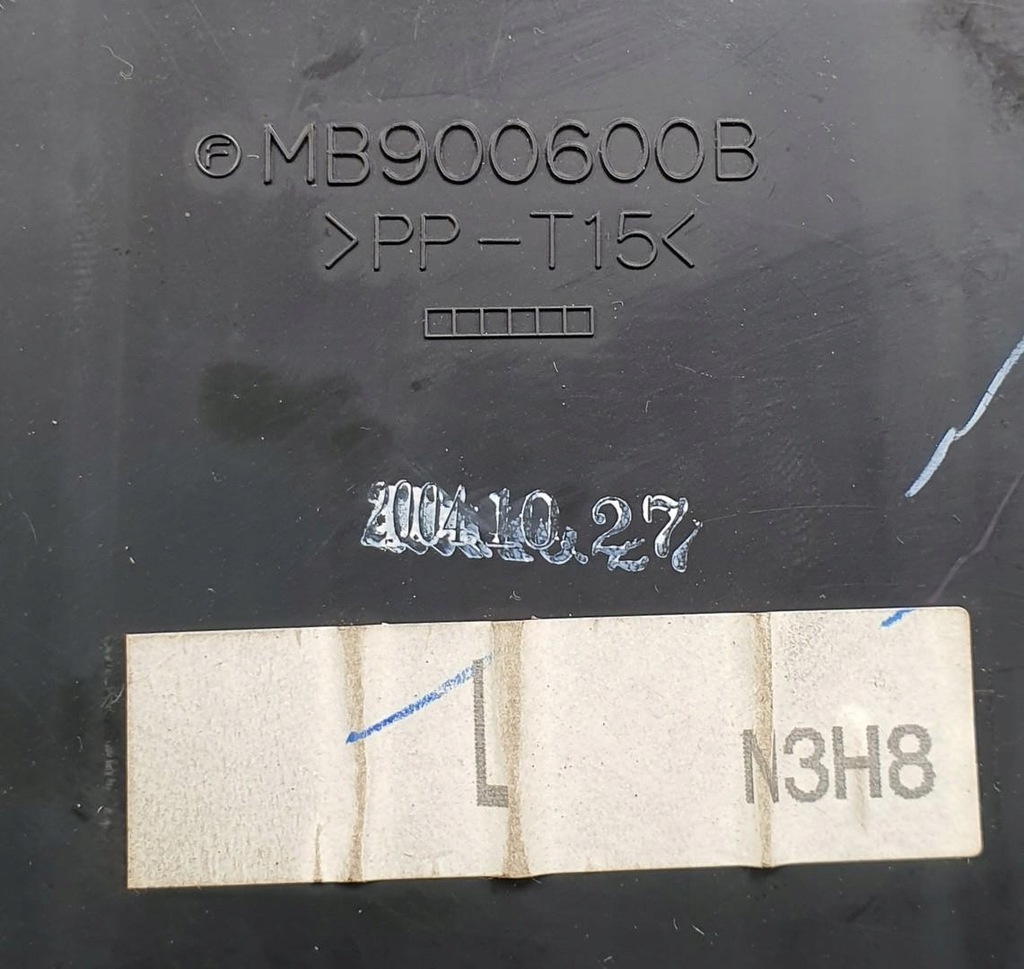 Ⓕ-MB900600B
>PP-T15<
2004.10.27
L N3H8